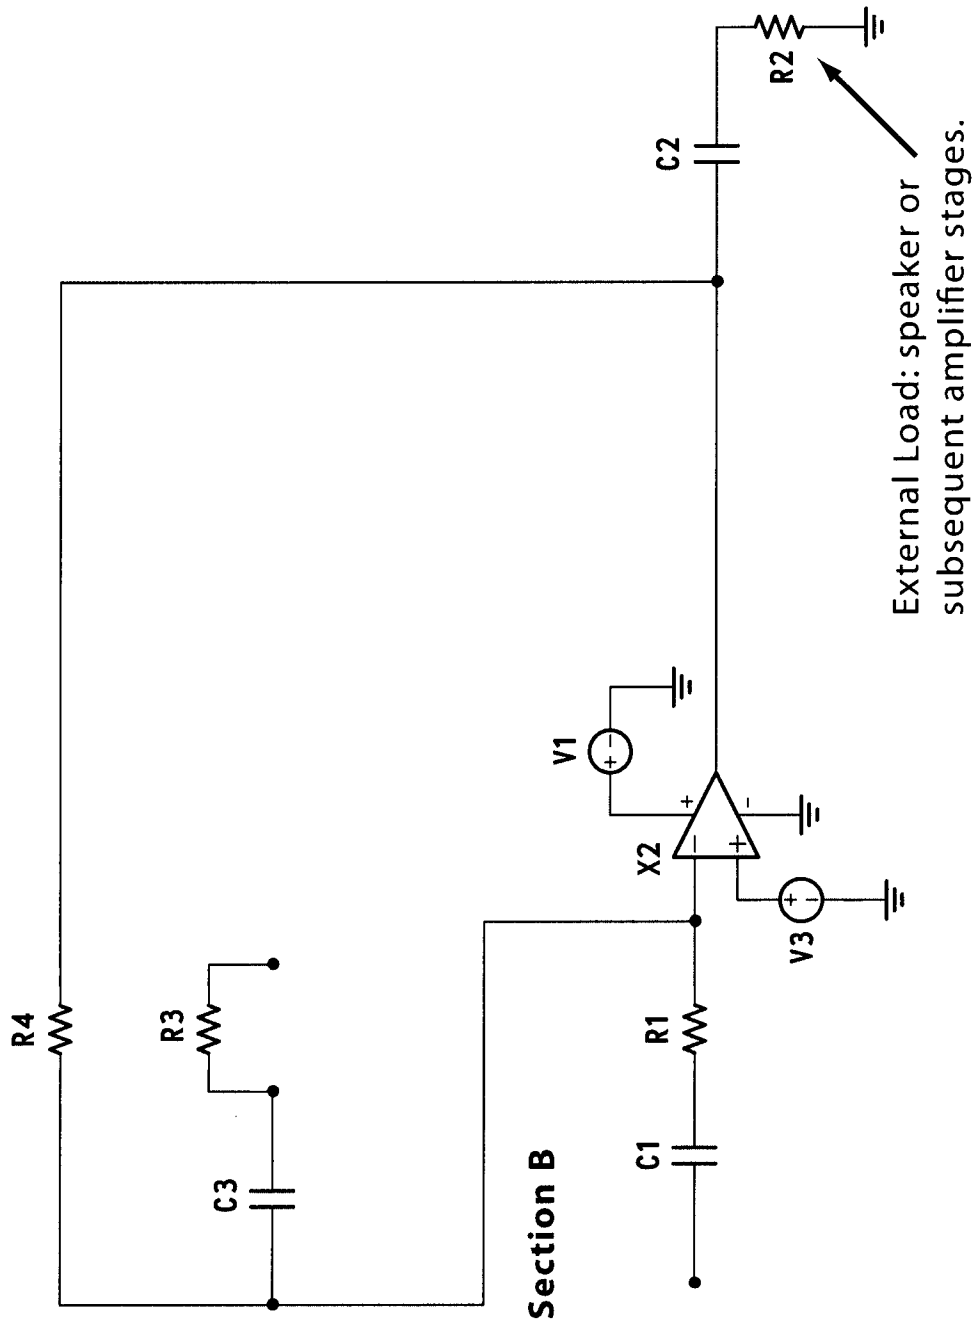 R4
R3
C3
Section B
C1
R1
X2
V1
V3
+
−
+
−
+
−
+
−
C2
R2
External Load: speaker or
subsequent amplifier stages.